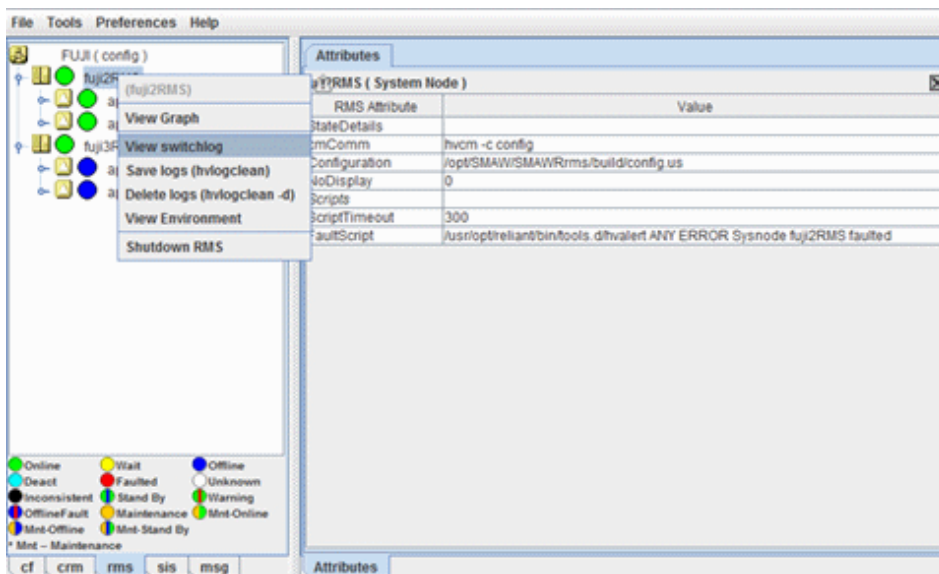 File Tools Preferences Help
FUJI ( config )
fuji2R
(fuji2RMS)
View Graph
View switchlog
Save logs (hvlogclean)
Delete logs (hvlogclean -d)
View Environment
Shutdown RMS
fuji3R
Attributes
RMS ( System Node )
RMS Attribute Value
StateDetails
hvcm -c config
Configuration /opt/SMAW/SMAWRrms/build/config.us
NoDisplay 0
Scripts
ScriptTimeout 300
FaultScript /usr/opt/reliant/bin/tools.d/hvalert ANY ERROR Sysnode fuji2RMS faulted
Online Wait Offline
Deact Faulted Unknown
Inconsistent Stand By Warning
OfflineFault Maintenance Mnt-Online
Mnt-Offline Mnt-Stand By
* Mnt – Maintenance
cf crm rms sis msg
Attributes